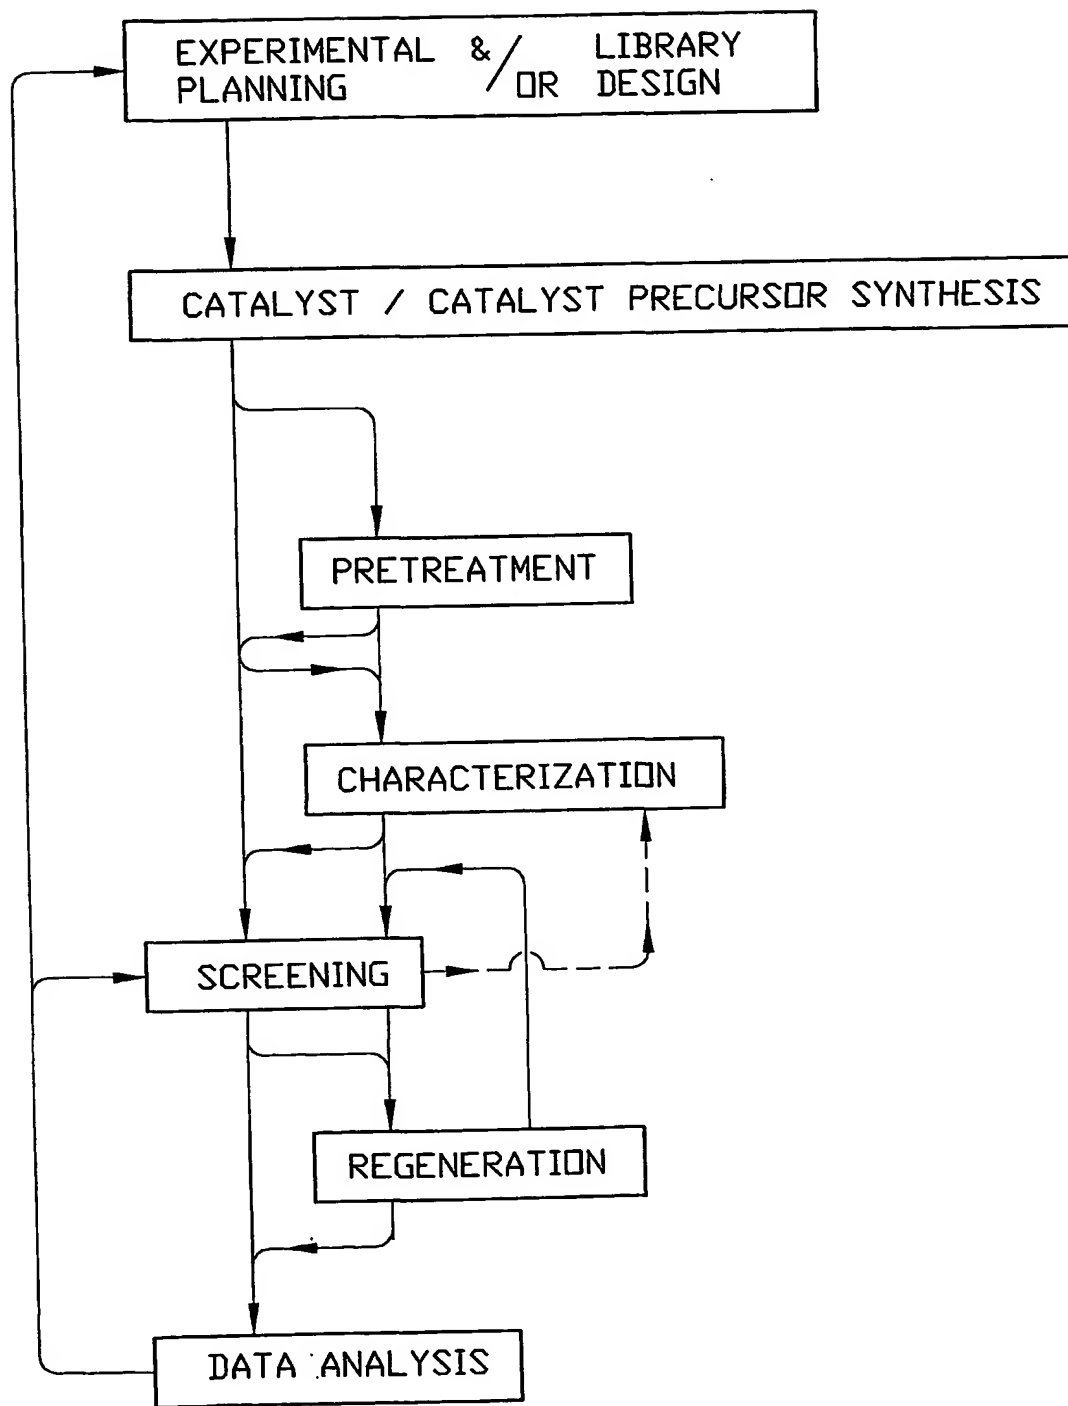 EXPERIMENTAL &/OR LIBRARY
PLANNING DESIGN
CATALYST / CATALYST PRECURSOR SYNTHESIS
PRETREATMENT
CHARACTERIZATION
SCREENING
REGENERATION
DATA ANALYSIS